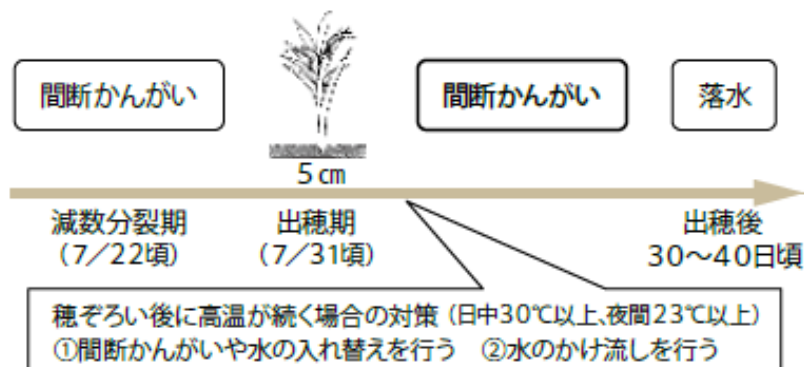 間断かんがい
間断かんがい
落水
5㎝
減数分裂期
(7/22頃)
出穂期
(7/31頃)
出穂後
30〜40日頃
穂ぞろい後に高温が続く場合の対策(日中30℃以上、夜間23℃以上)
①間断かんがいや水の入れ替えを行う ②水のかけ流しを行う